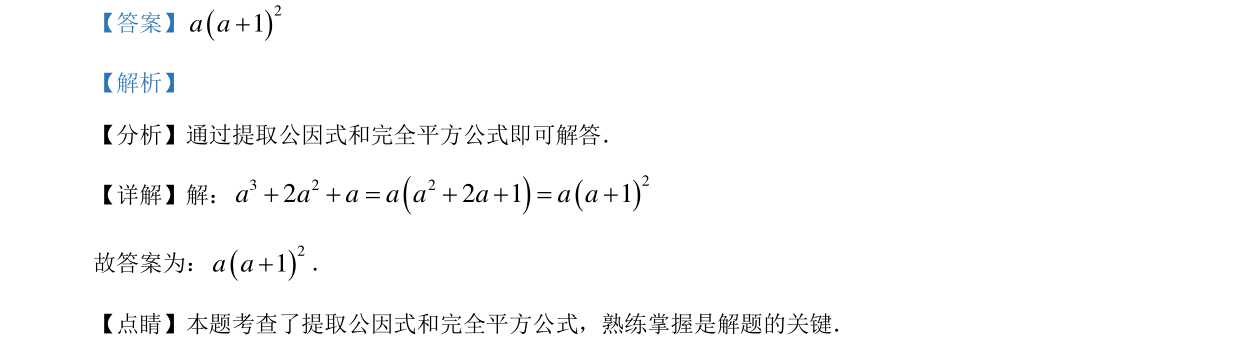 【答案】a(a+1)²
【解析】
【分析】通过提取公因式和完全平方公式即可解答．
【详解】解：a³+2a²+a=a(a²+2a+1)=a(a+1)²
故答案为：a(a+1)²．
【点睛】本题考查了提取公因式和完全平方公式，熟练掌握是解题的关键．